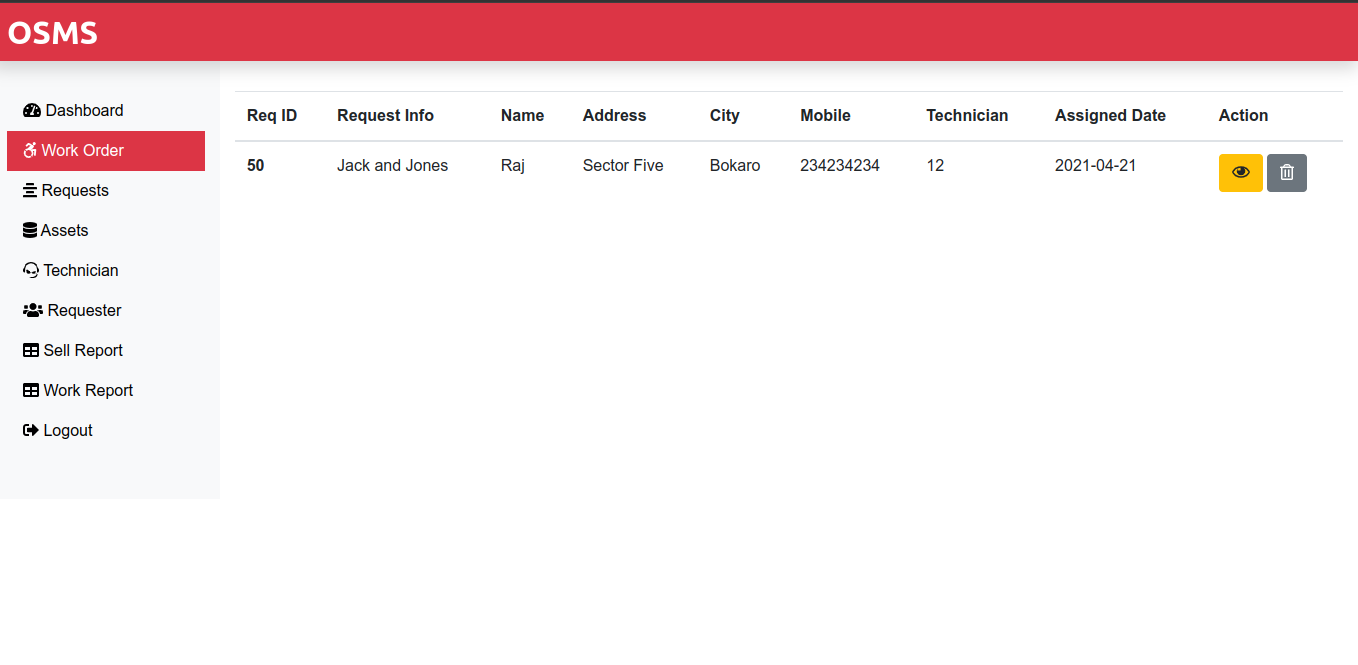 OSMS
Dashboard
Work Order
Requests
Assets
Technician
Requester
Sell Report
Work Report
Logout
Req ID Request Info Name Address City Mobile Technician Assigned Date Action
50 Jack and Jones Raj Sector Five Bokaro 234234234 12 2021-04-21